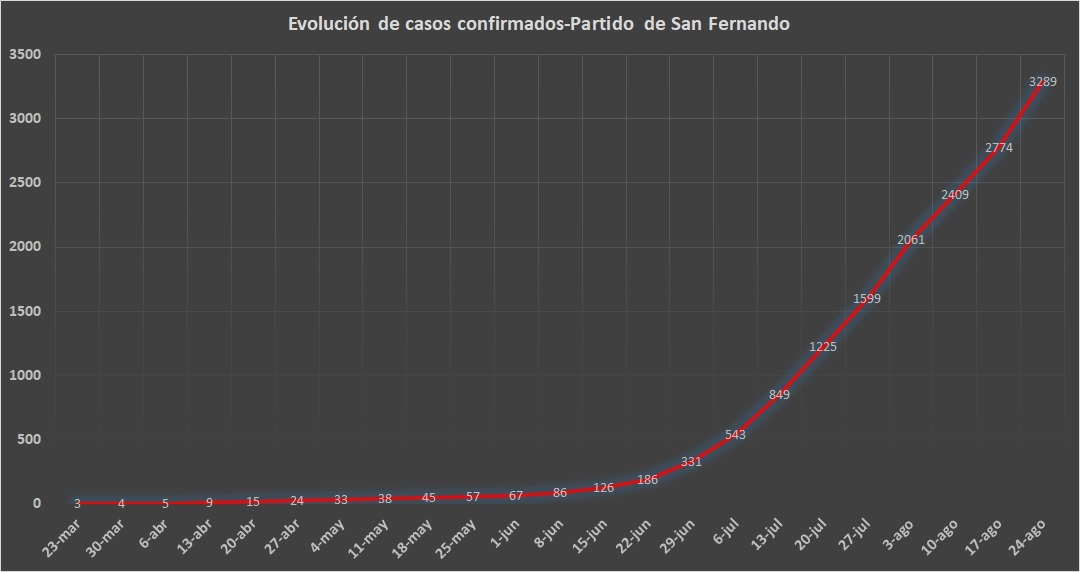 Evolución de casos confirmados-Partido de San Fernando
3500
3000
2500
2000
1500
1000
500
0
3 4 5 9 15 24 33 38 45 57 67 86 126 186 331 543 849 1225 1599 2061 2409 2774 3289
23-mar 30-mar 6-abr 13-abr 20-abr 27-abr 4-may 11-may 18-may 25-may 1-jun 8-jun 15-jun 22-jun 29-jun 6-jul 13-jul 20-jul 27-jul 3-ago 10-ago 17-ago 24-ago